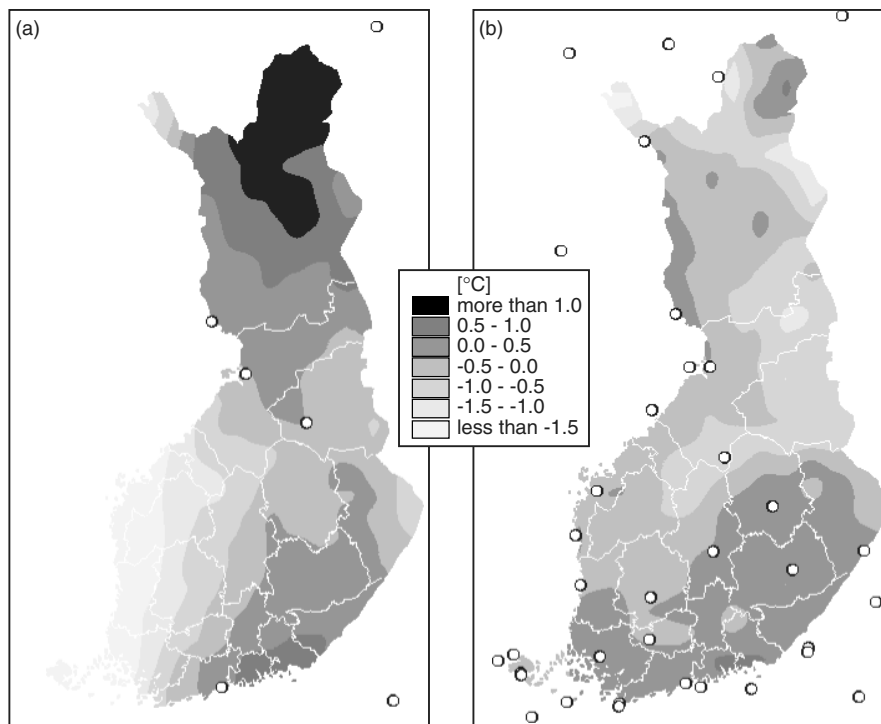 (a)
(b)
[°C]
more than 1.0
0.5 - 1.0
0.0 - 0.5
-0.5 - 0.0
-1.0 - -0.5
-1.5 - -1.0
less than -1.5